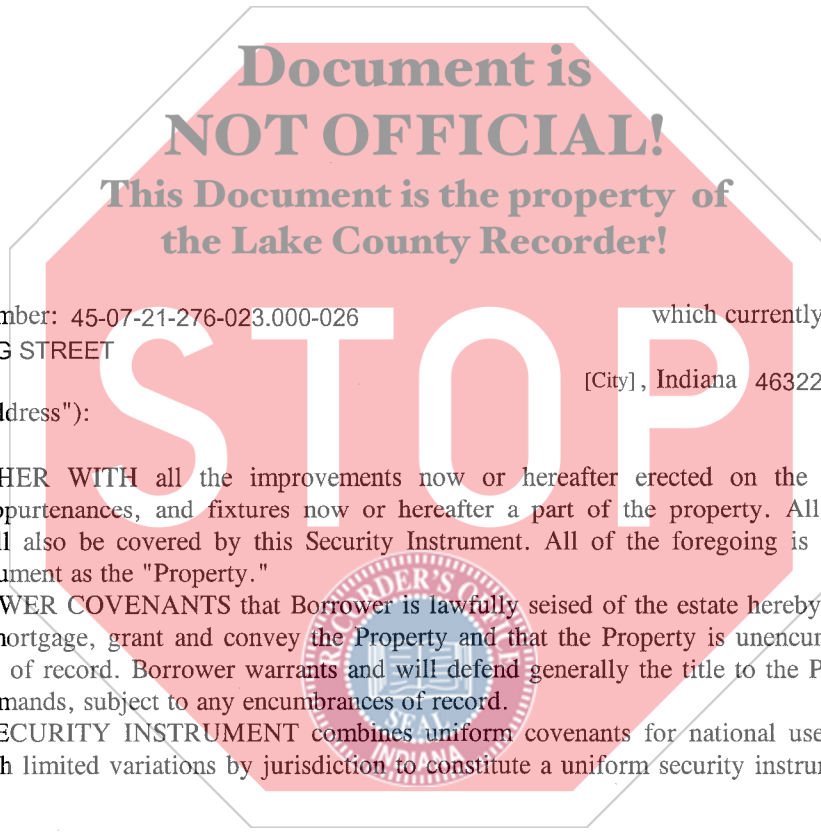 Document is
NOT OFFICIAL!
This Document is the property of
the Lake County Recorder!
mber: 45-07-21-276-023.000-026 which currently
G STREET
[City], Indiana 46322
ddress"):
STOP
HER WITH all the improvements now or hereafter erected on the
ppurtenances, and fixtures now or hereafter a part of the property. All
ll also be covered by this Security Instrument. All of the foregoing is
ument as the "Property."
WER COVENANTS that Borrower is lawfully seised of the estate hereby
nortgage, grant and convey the Property and that the Property is unencum
of record. Borrower warrants and will defend generally the title to the P
mands, subject to any encumbrances of record.
ECURITY INSTRUMENT combines uniform covenants for national use
h limited variations by jurisdiction to constitute a uniform security instru
RECORDER'S OFFICE
SEAL
INDIANA